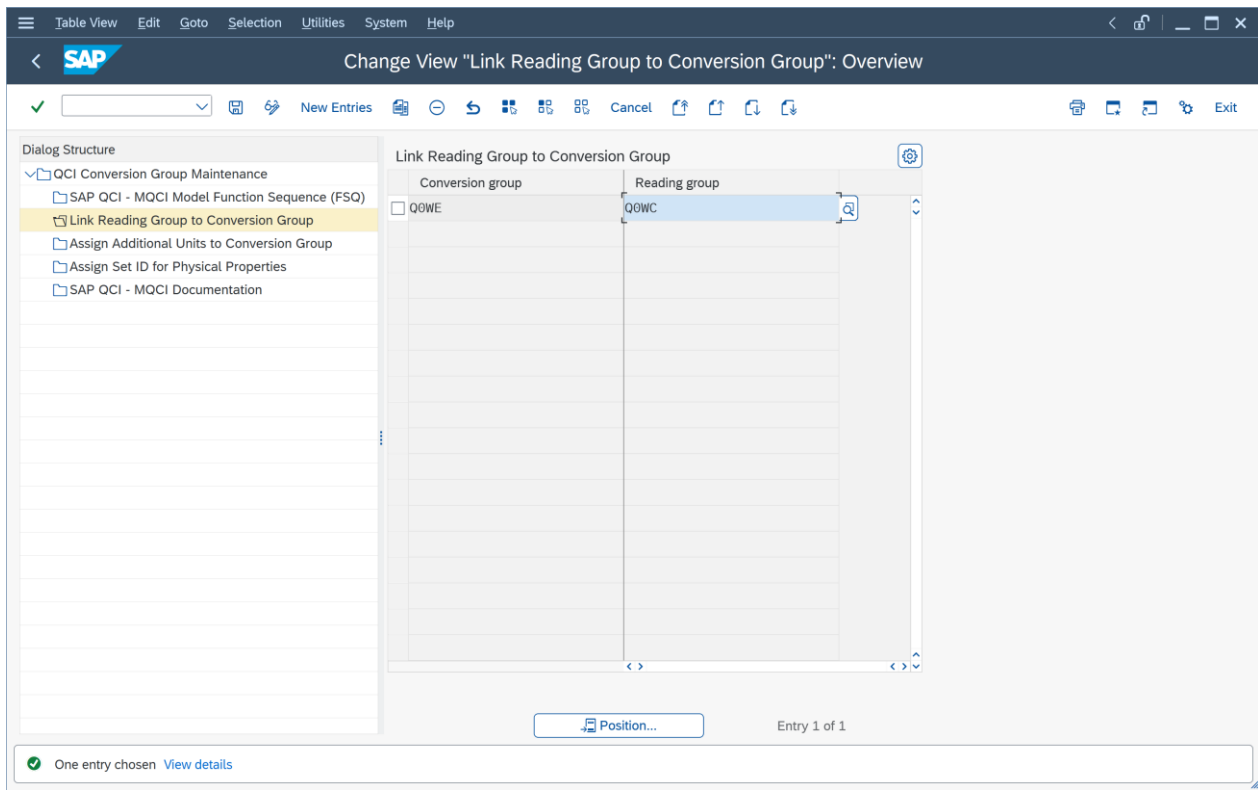 Table View Edit Goto Selection Utilities System Help
SAP
Change View "Link Reading Group to Conversion Group": Overview
New Entries Cancel Exit
Dialog Structure
QCI Conversion Group Maintenance
SAP QCI - MQCI Model Function Sequence (FSQ)
Link Reading Group to Conversion Group
Assign Additional Units to Conversion Group
Assign Set ID for Physical Properties
SAP QCI - MQCI Documentation
Link Reading Group to Conversion Group
Conversion group Reading group
Q0WE Q0WC
Position... Entry 1 of 1
One entry chosen View details